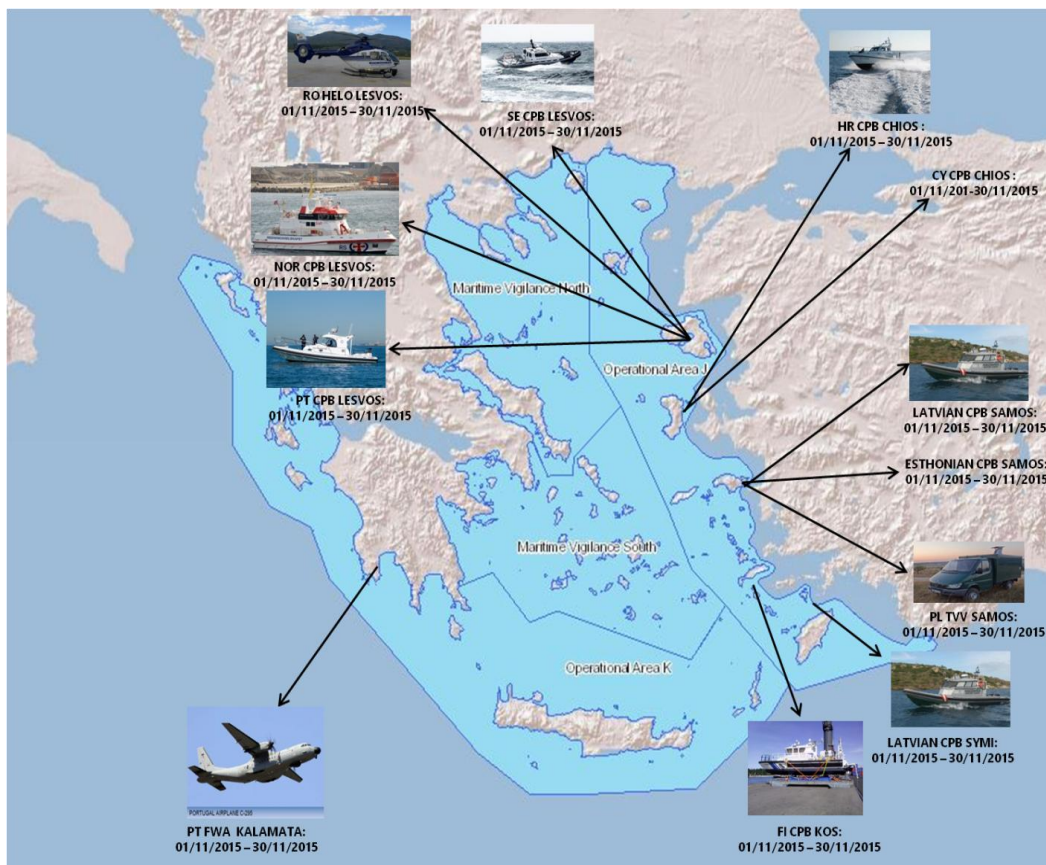 RO HELO LESVOS:
01/11/2015 – 30/11/2015
SE CPB LESVOS:
01/11/2015 – 30/11/2015
HR CPB CHIOS :
01/11/2015 – 30/11/2015
CY CPB CHIOS :
01/11/201-30/11/2015
NOR CPB LESVOS:
01/11/2015 – 30/11/2015
Maritime Vigilance North
PT CPB LESVOS:
01/11/2015 – 30/11/2015
Operational Area J
LATVIAN CPB SAMOS:
01/11/2015 – 30/11/2015
ESTHONIAN CPB SAMOS:
01/11/2015 – 30/11/2015
Maritime Vigilance South
PL TVV SAMOS:
01/11/2015 – 30/11/2015
Operational Area K
LATVIAN CPB SYMI:
01/11/2015 – 30/11/2015
PORTUGAL AIRPLANE C-295
PT FWA KALAMATA:
01/11/2015 – 30/11/2015
FI CPB KOS:
01/11/2015 – 30/11/2015